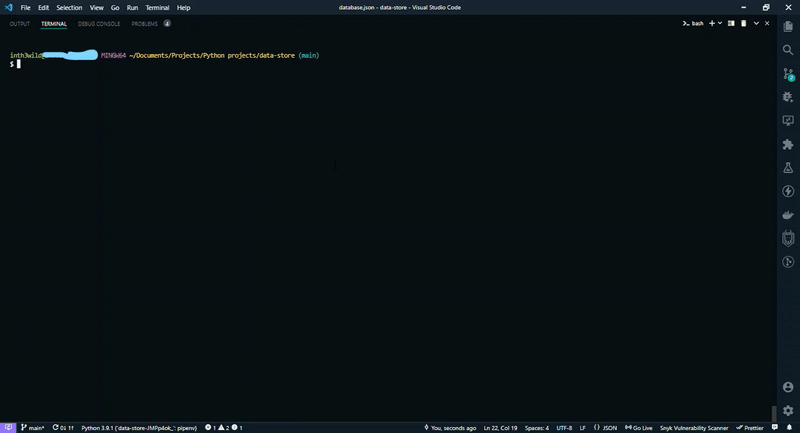 File Edit Selection View Go Run Terminal Help
database.json - data-store - Visual Studio Code
OUTPUT TERMINAL DEBUG CONSOLE PROBLEMS 4
bash
inth3wild@ MINGW64 ~/Documents/Projects/Python projects/data-store (main)
$
2
main* 0↓ 1↑ Python 3.9.1 ('data-store-JMPp4ok_': pipenv) 1 2 1 You, seconds ago Ln 22, Col 19 Spaces: 4 UTF-8 LF {} JSON Go Live Snyk Vulnerability Scanner Prettier